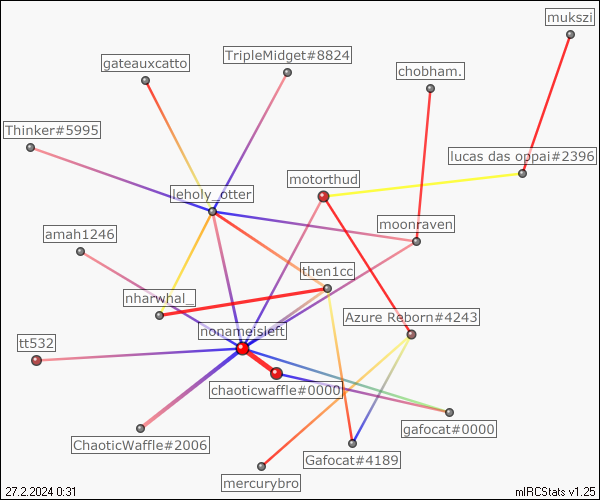 mukszi
TripleMidget#8824
gateauxcatto
chobham.
Thinker#5995
lucas das oppai#2396
motorthud
leholy_otter
moonraven
amah1246
then1cc
nharwhal_
Azure Reborn#4243
nonameisleft
tt532
chaoticwaffle#0000
gafocat#0000
ChaoticWaffle#2006
Gafocat#4189
mercurybro
27.2.2024 0:31
mIRCStats v1.25